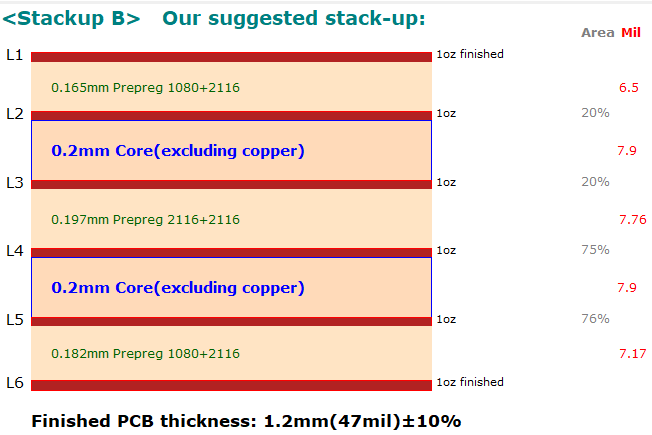 <Stackup B> Our suggested stack-up:
Area Mil
L1 1oz finished
0.165mm Prepreg 1080+2116 6.5
L2 1oz 20%
0.2mm Core(excluding copper) 7.9
L3 1oz 20%
0.197mm Prepreg 2116+2116 7.76
L4 1oz 75%
0.2mm Core(excluding copper) 7.9
L5 1oz 76%
0.182mm Prepreg 1080+2116 7.17
L6 1oz finished
Finished PCB thickness: 1.2mm(47mil)±10%